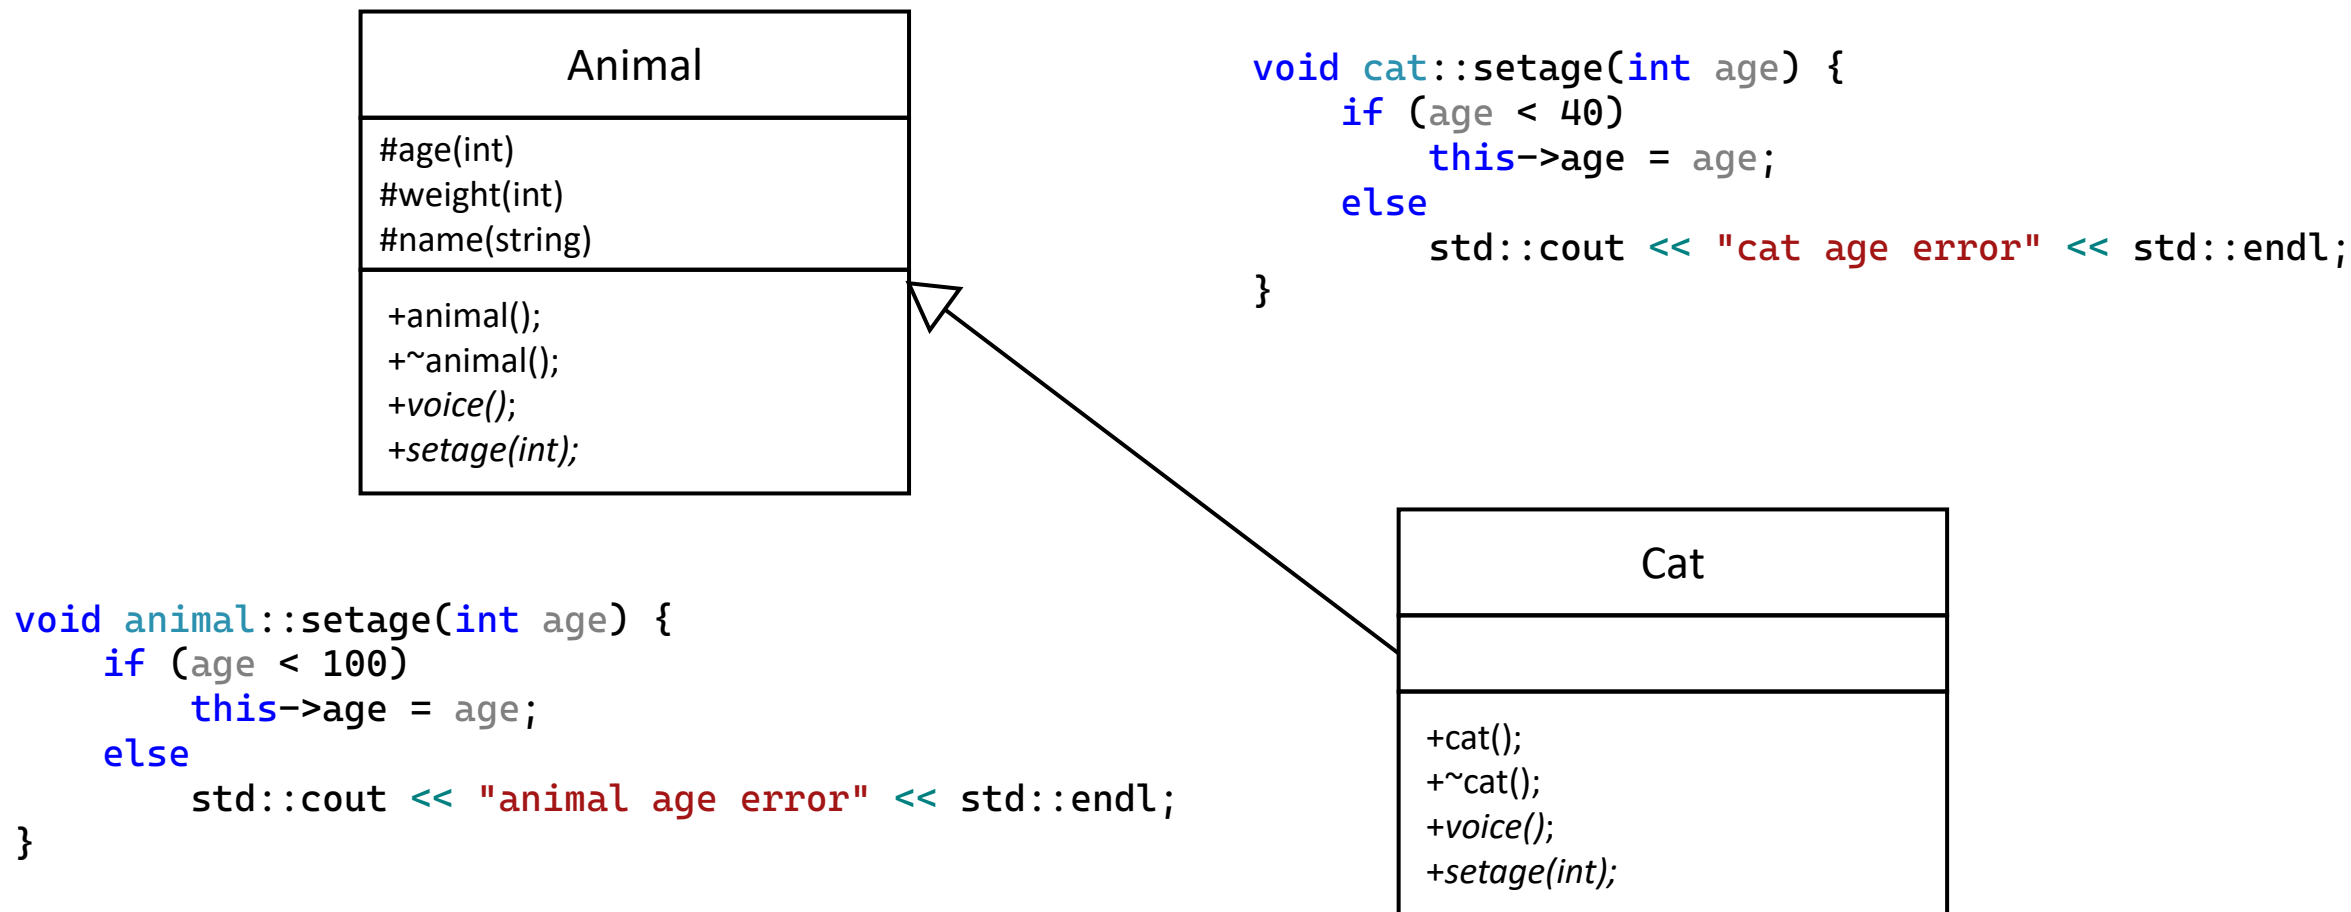 Animal
#age(int)
#weight(int)
#name(string)
+animal();
+~animal();
+voice();
+setage(int);
void cat::setage(int age) {
    if (age < 40)
        this->age = age;
    else
        std::cout << "cat age error" << std::endl;
}
void animal::setage(int age) {
    if (age < 100)
        this->age = age;
    else
        std::cout << "animal age error" << std::endl;
}
Cat
+cat();
+~cat();
+voice();
+setage(int);